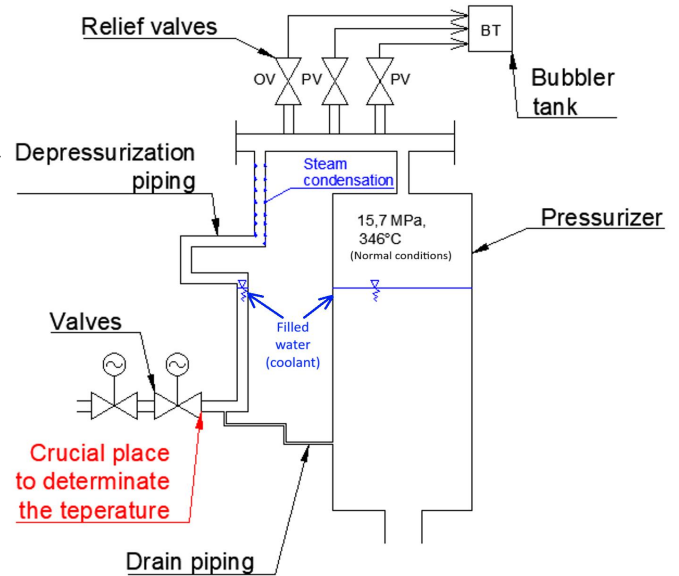 Relief valves
BT
OV
PV
PV
Bubbler
tank
Depressurization
piping
Steam
condensation
15,7 MPa,
346°C
(Normal conditions)
Pressurizer
Valves
Filled
water
(coolant)
Crucial place
to determinate
the teperature
Drain piping